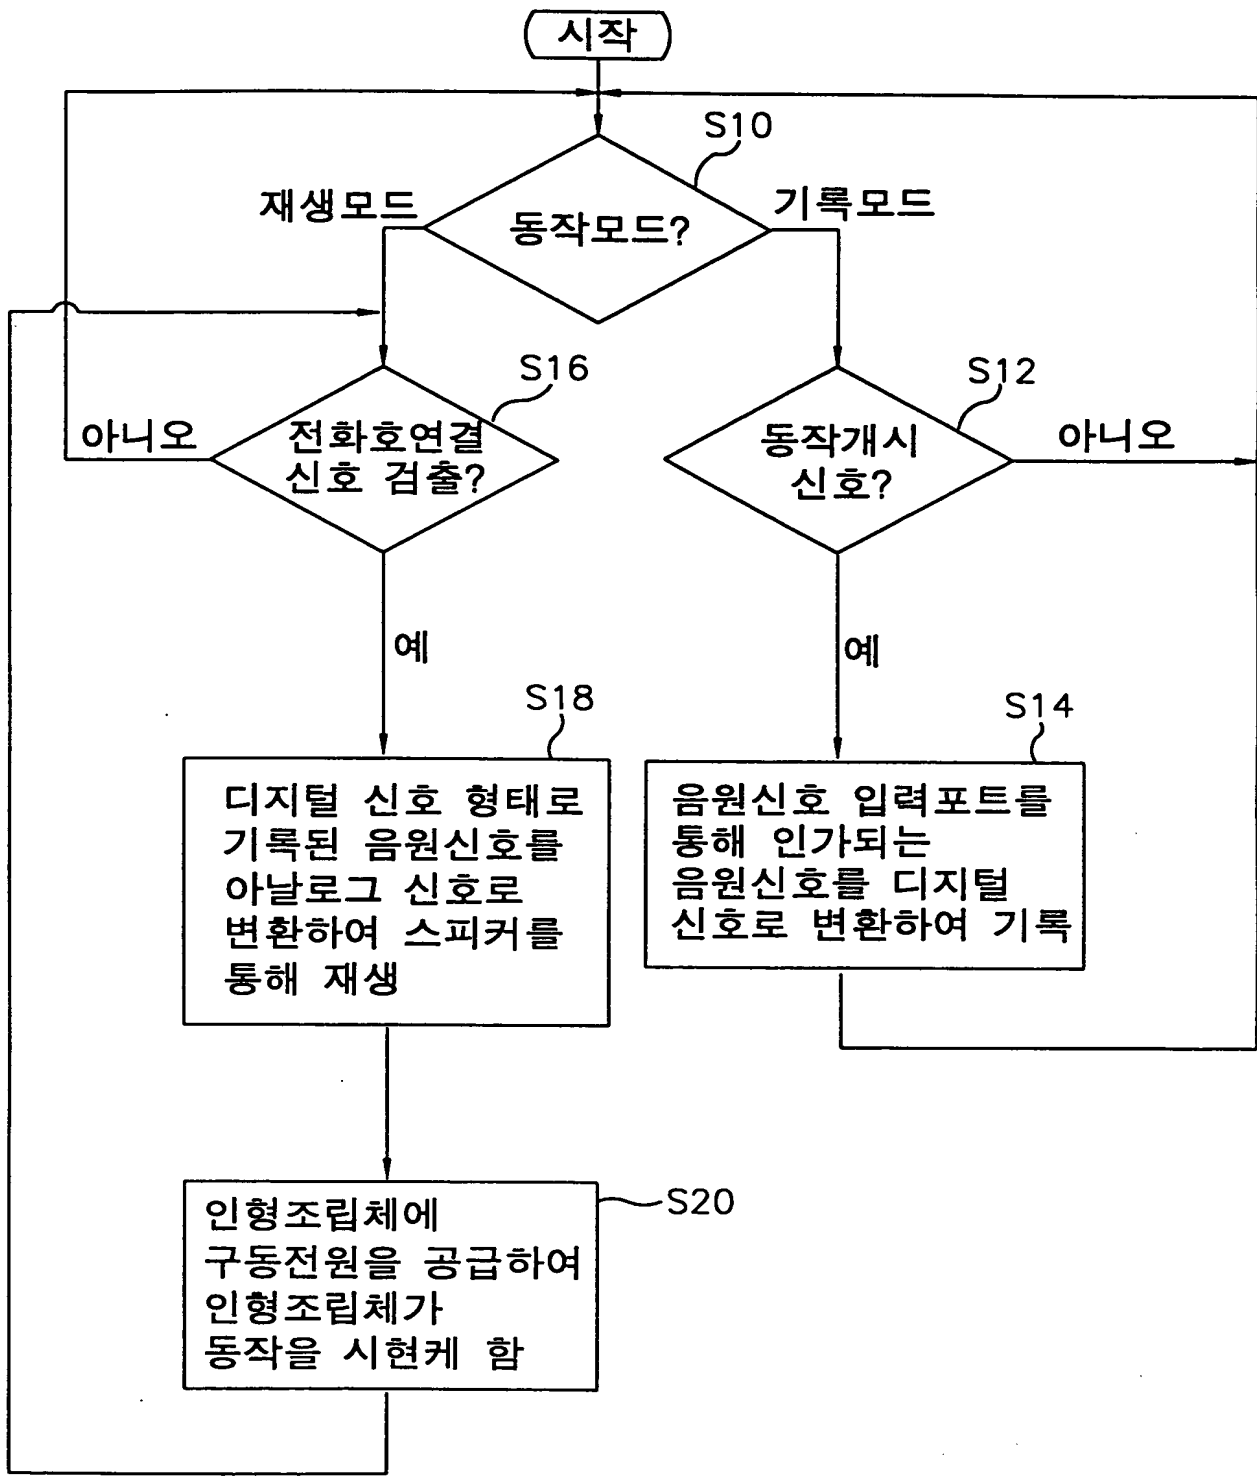 시작
S10
재생모드
동작모드?
기록모드
S16
S12
아니오
전화호연결
신호 검출?
동작개시
신호?
아니오
예
예
S18
S14
디지털 신호 형태로
기록된 음원신호를
아날로그 신호로
변환하여 스피커를
통해 재생
음원신호 입력포트를
통해 인가되는
음원신호를 디지털
신호로 변환하여 기록
S20
인형조립체에
구동전원을 공급하여
인형조립체가
동작을 시현케 함